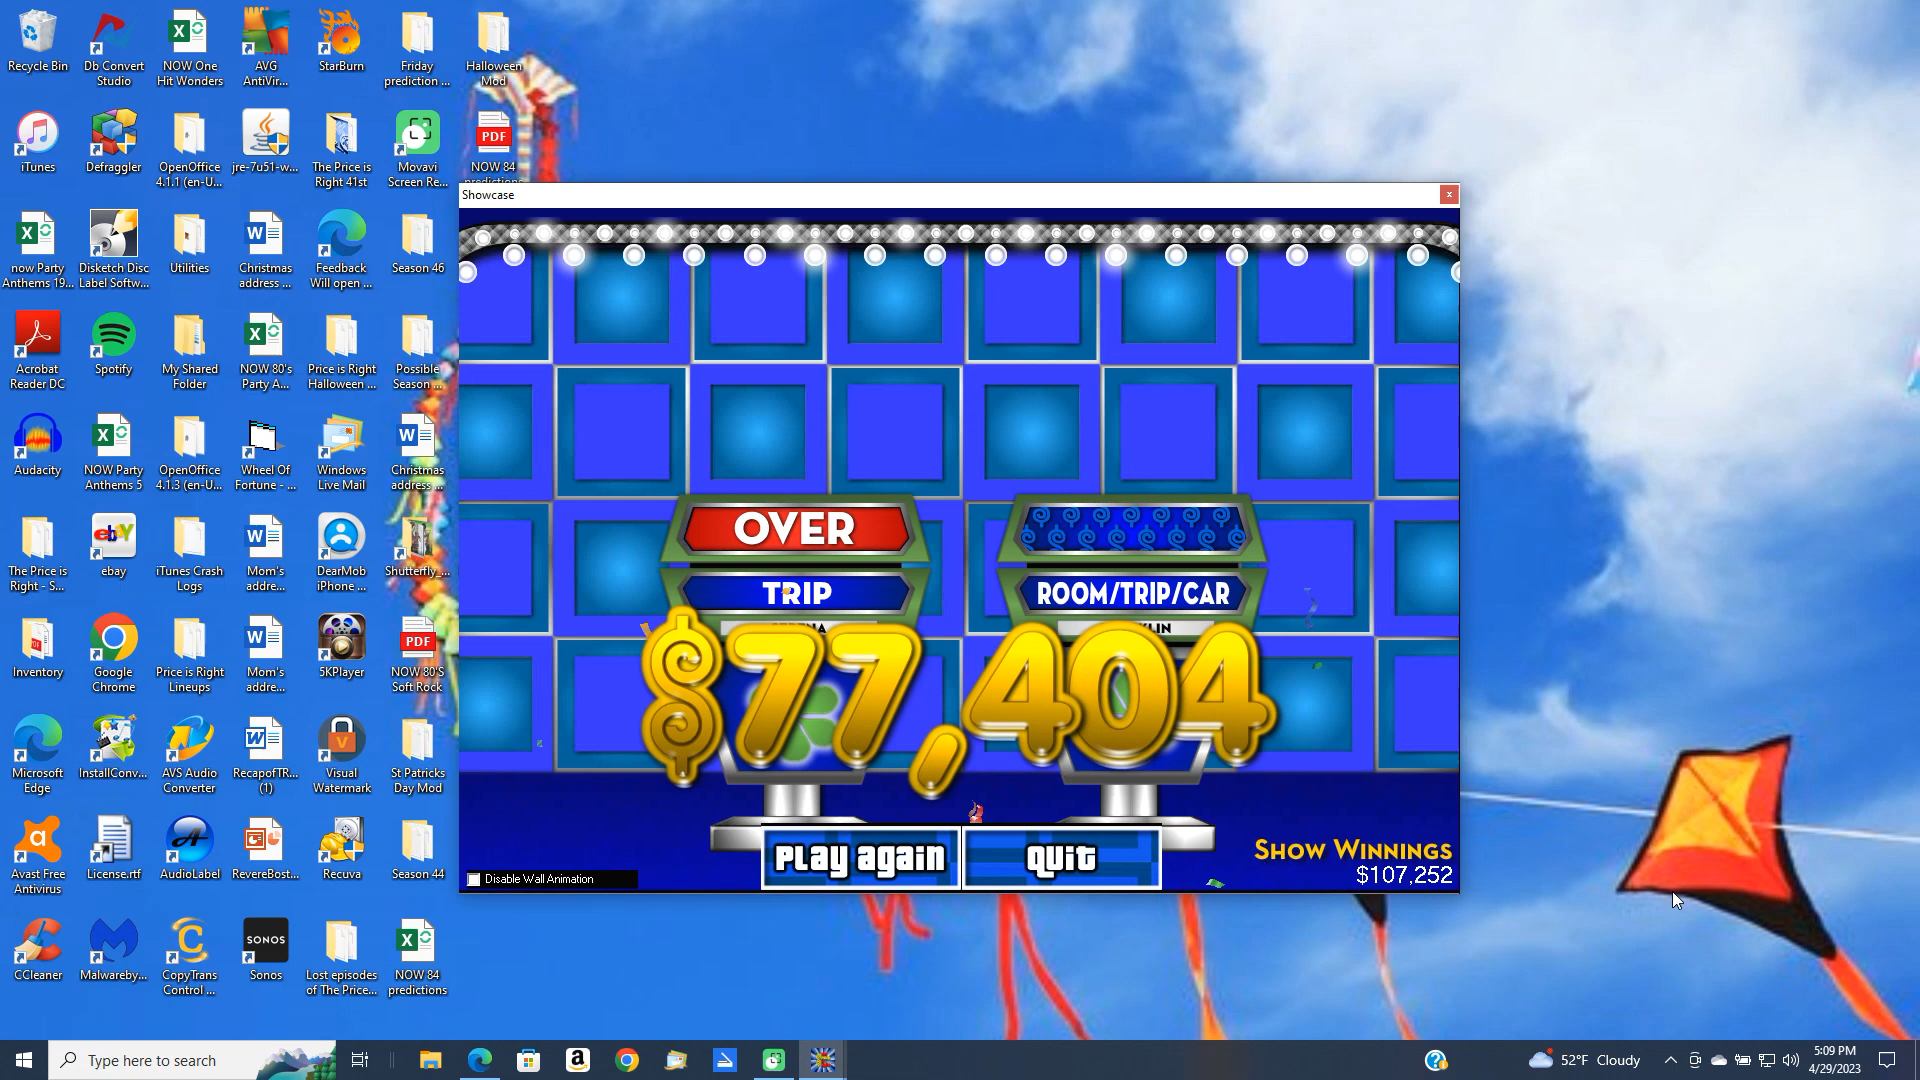 Recycle Bin
Db Convert
Studio
NOW One
Hit Wonders
AVG
AntiVir...
StarBurn
Friday
prediction ...
Halloween
Mod
iTunes
Defraggler
OpenOffice
4.1.1 (en-U...
jre-7u51-w...
The Price is
Right 41st
Movavi
Screen Re...
PDF
NOW 84
predictions
now Party
Anthems 19...
Disketch Disc
Label Softw...
Utilities
Christmas
address ...
Feedback
Will open ...
Season 46
Acrobat
Reader DC
Spotify
My Shared
Folder
NOW 80's
Party A...
Price is Right
Halloween ...
Possible
Season ...
Audacity
NOW Party
Anthems 5
OpenOffice
4.1.3 (en-U...
Wheel Of
Fortune - ...
Windows
Live Mail
Christmas
address ...
The Price is
Right - S...
ebay
ebay
iTunes Crash
Logs
Mom's
addre...
DearMob
iPhone ...
Shutterfly_...
Inventory
Google
Chrome
Price is Right
Lineups
Mom's
addre...
5KPlayer
PDF
NOW 80'S
Soft Rock
Microsoft
Edge
InstallConv...
AVS Audio
Converter
RecapofTR...
(1)
Visual
Watermark
St Patricks
Day Mod
Avast Free
Antivirus
License.rtf
AudioLabel
RevereBost...
Recuva
Season 44
CCleaner
Malwareby...
CopyTrans
Control ...
SONOS
Sonos
Lost episodes
of The Price...
NOW 84
predictions
Showcase
x
OVER
TRIP
ROOM/TRIP/CAR
$77,404
Play again
Quit
Show Winnings
$107,252
Disable Wall Animation
Type here to search
52°F Cloudy
5:09 PM
4/29/2023